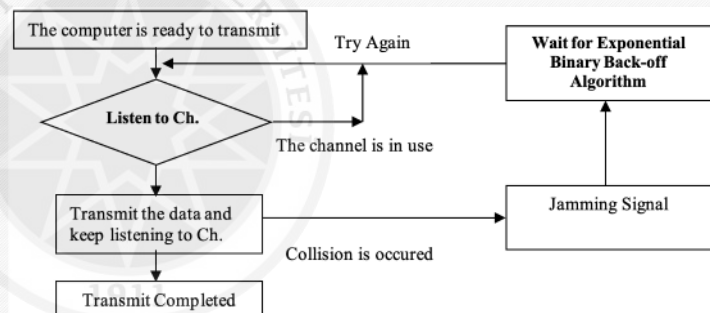 The computer is ready to transmit
Try Again
Wait for Exponential
Binary Back-off
Algorithm
Listen to Ch.
The channel is in use
Transmit the data and
keep listening to Ch.
Jamming Signal
Collision is occured
Transmit Completed
1911